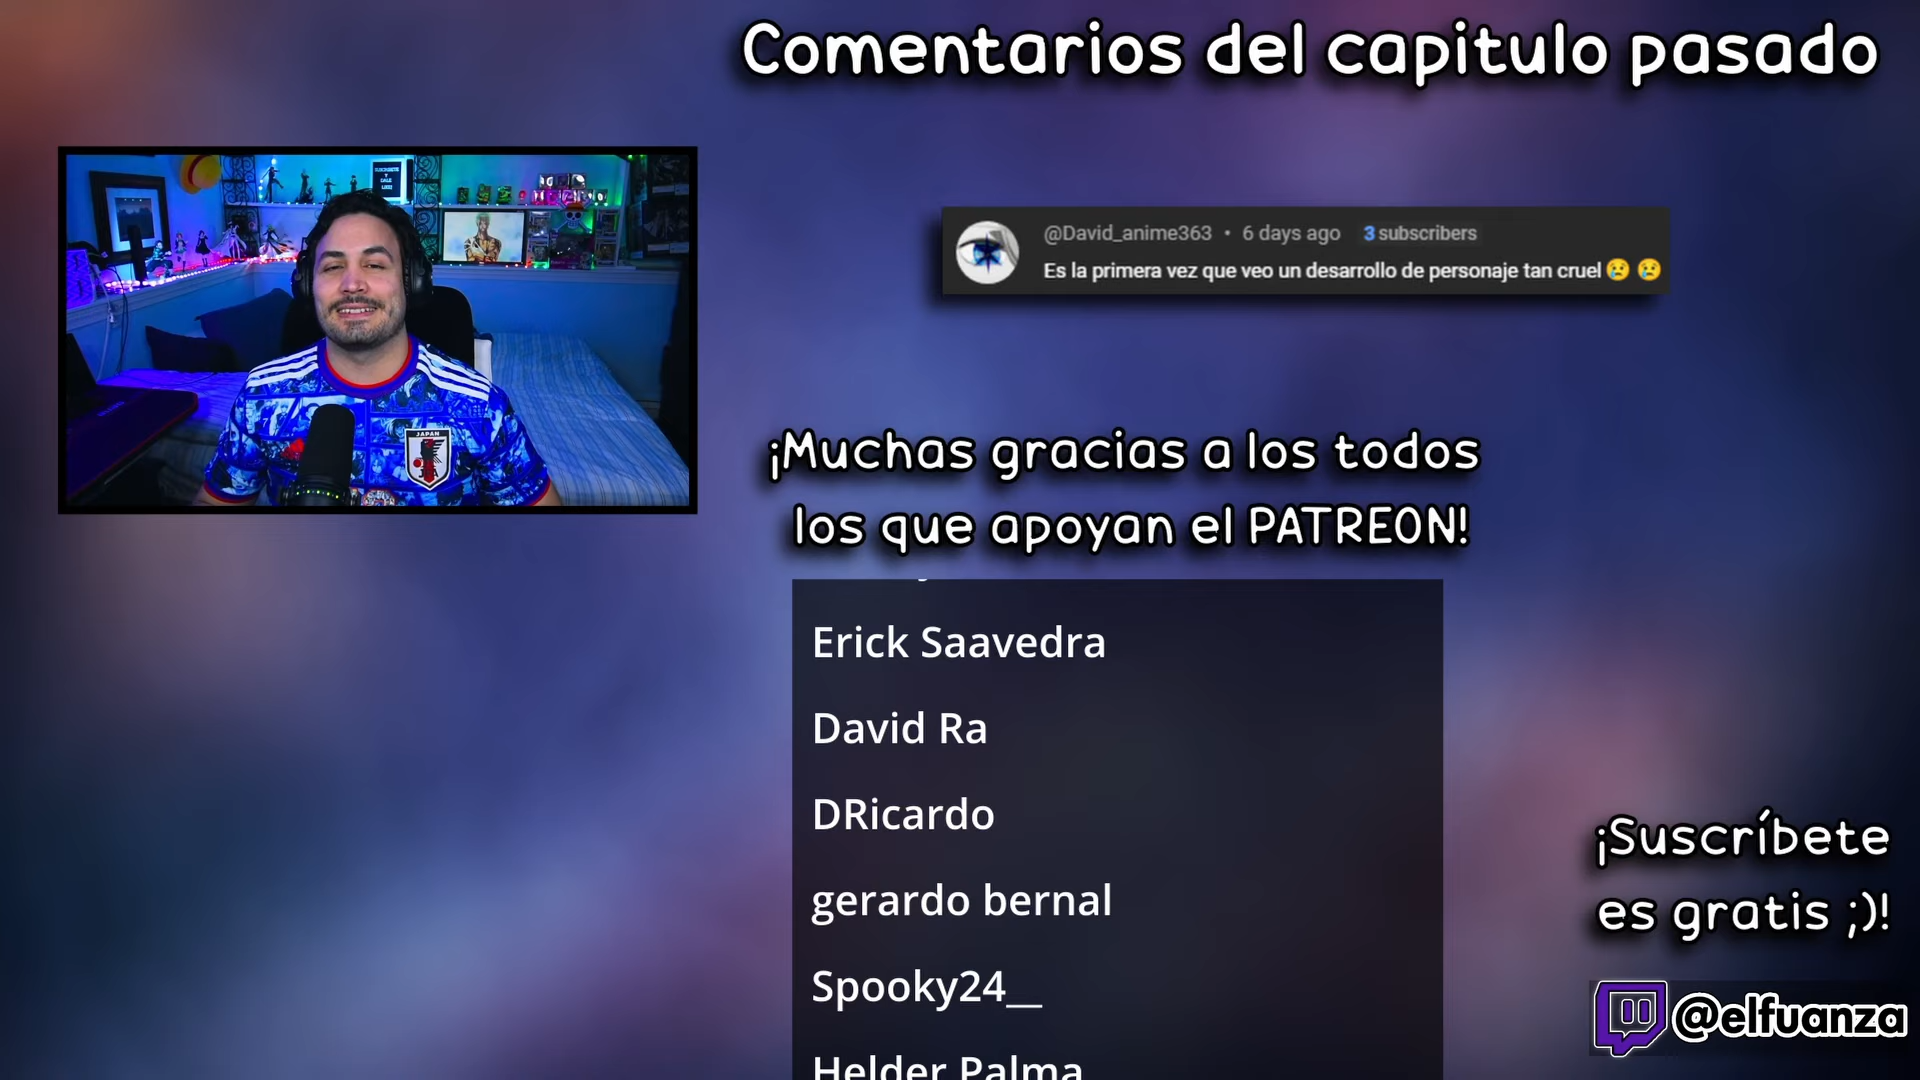 Comentarios del capitulo pasado
@David_anime363 • 6 days ago 3 subscribers
Es la primera vez que veo un desarrollo de personaje tan cruel 😢 😢
JAPAN
¡Muchas gracias a los todos
los que apoyan el PATREON!
Erick Saavedra
David Ra
DRicardo
gerardo bernal
Spooky24__
Helder Palma
¡Suscríbete
es gratis ;)!
@elfuanza